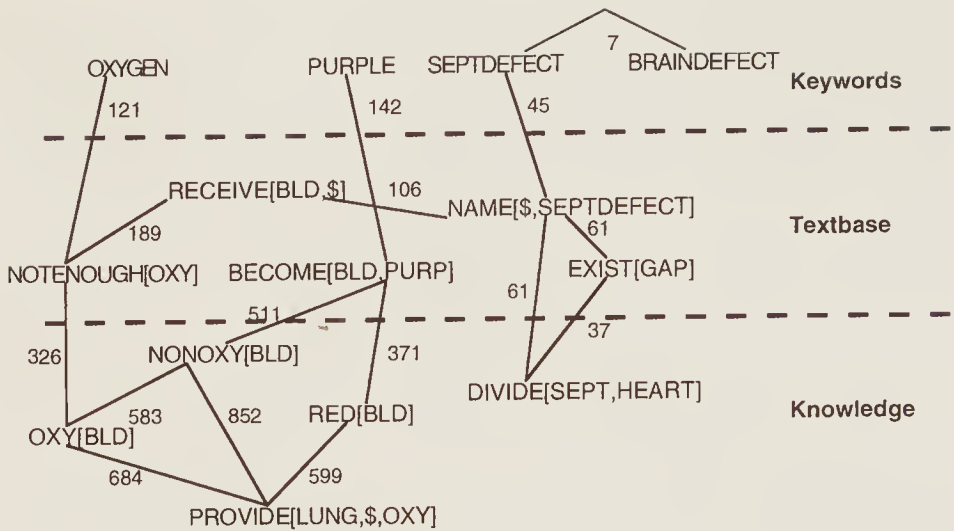 7
OXYGEN PURPLE SEPTDEFECT BRAINDEFECT
Keywords
121 142 45
RECEIVE[BLD,$] 106 NAME[$,SEPTDEFECT]
Textbase
189 61
NOTENOUGH[OXY] BECOME[BLD,PURP} EXIST[GAP]
61
511 37
326 NONOXY[BLD] 371
DIVIDE[SEPT,HEART]
583 852 RED[BLD] Knowledge
OXY[BLD]
684 599
PROVIDE[LUNG,$,OXY]